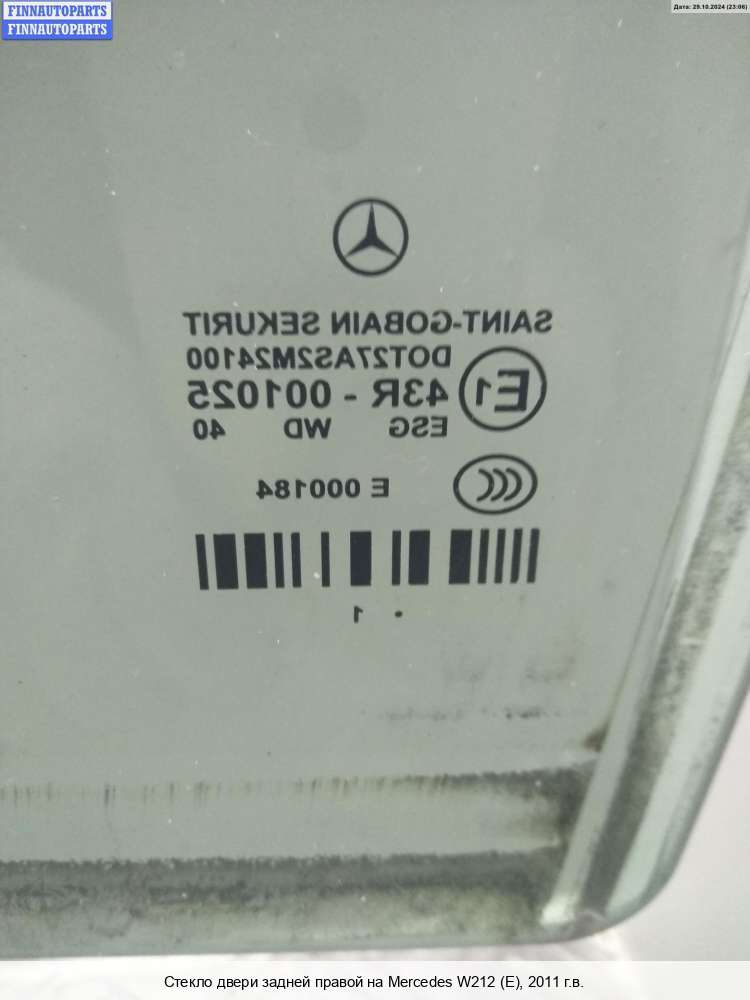 FINNAUTOPARTS
FINNAUTOPARTS
Дата: 29.10.2024 (23:06)
SAINT-GOBAIN SEKURIT
DOT27AS2M24100
E1 43R - 001025
ESG WD 40
CCC E 000184
• 1
Стекло двери задней правой на Mercedes W212 (E), 2011 г.в.